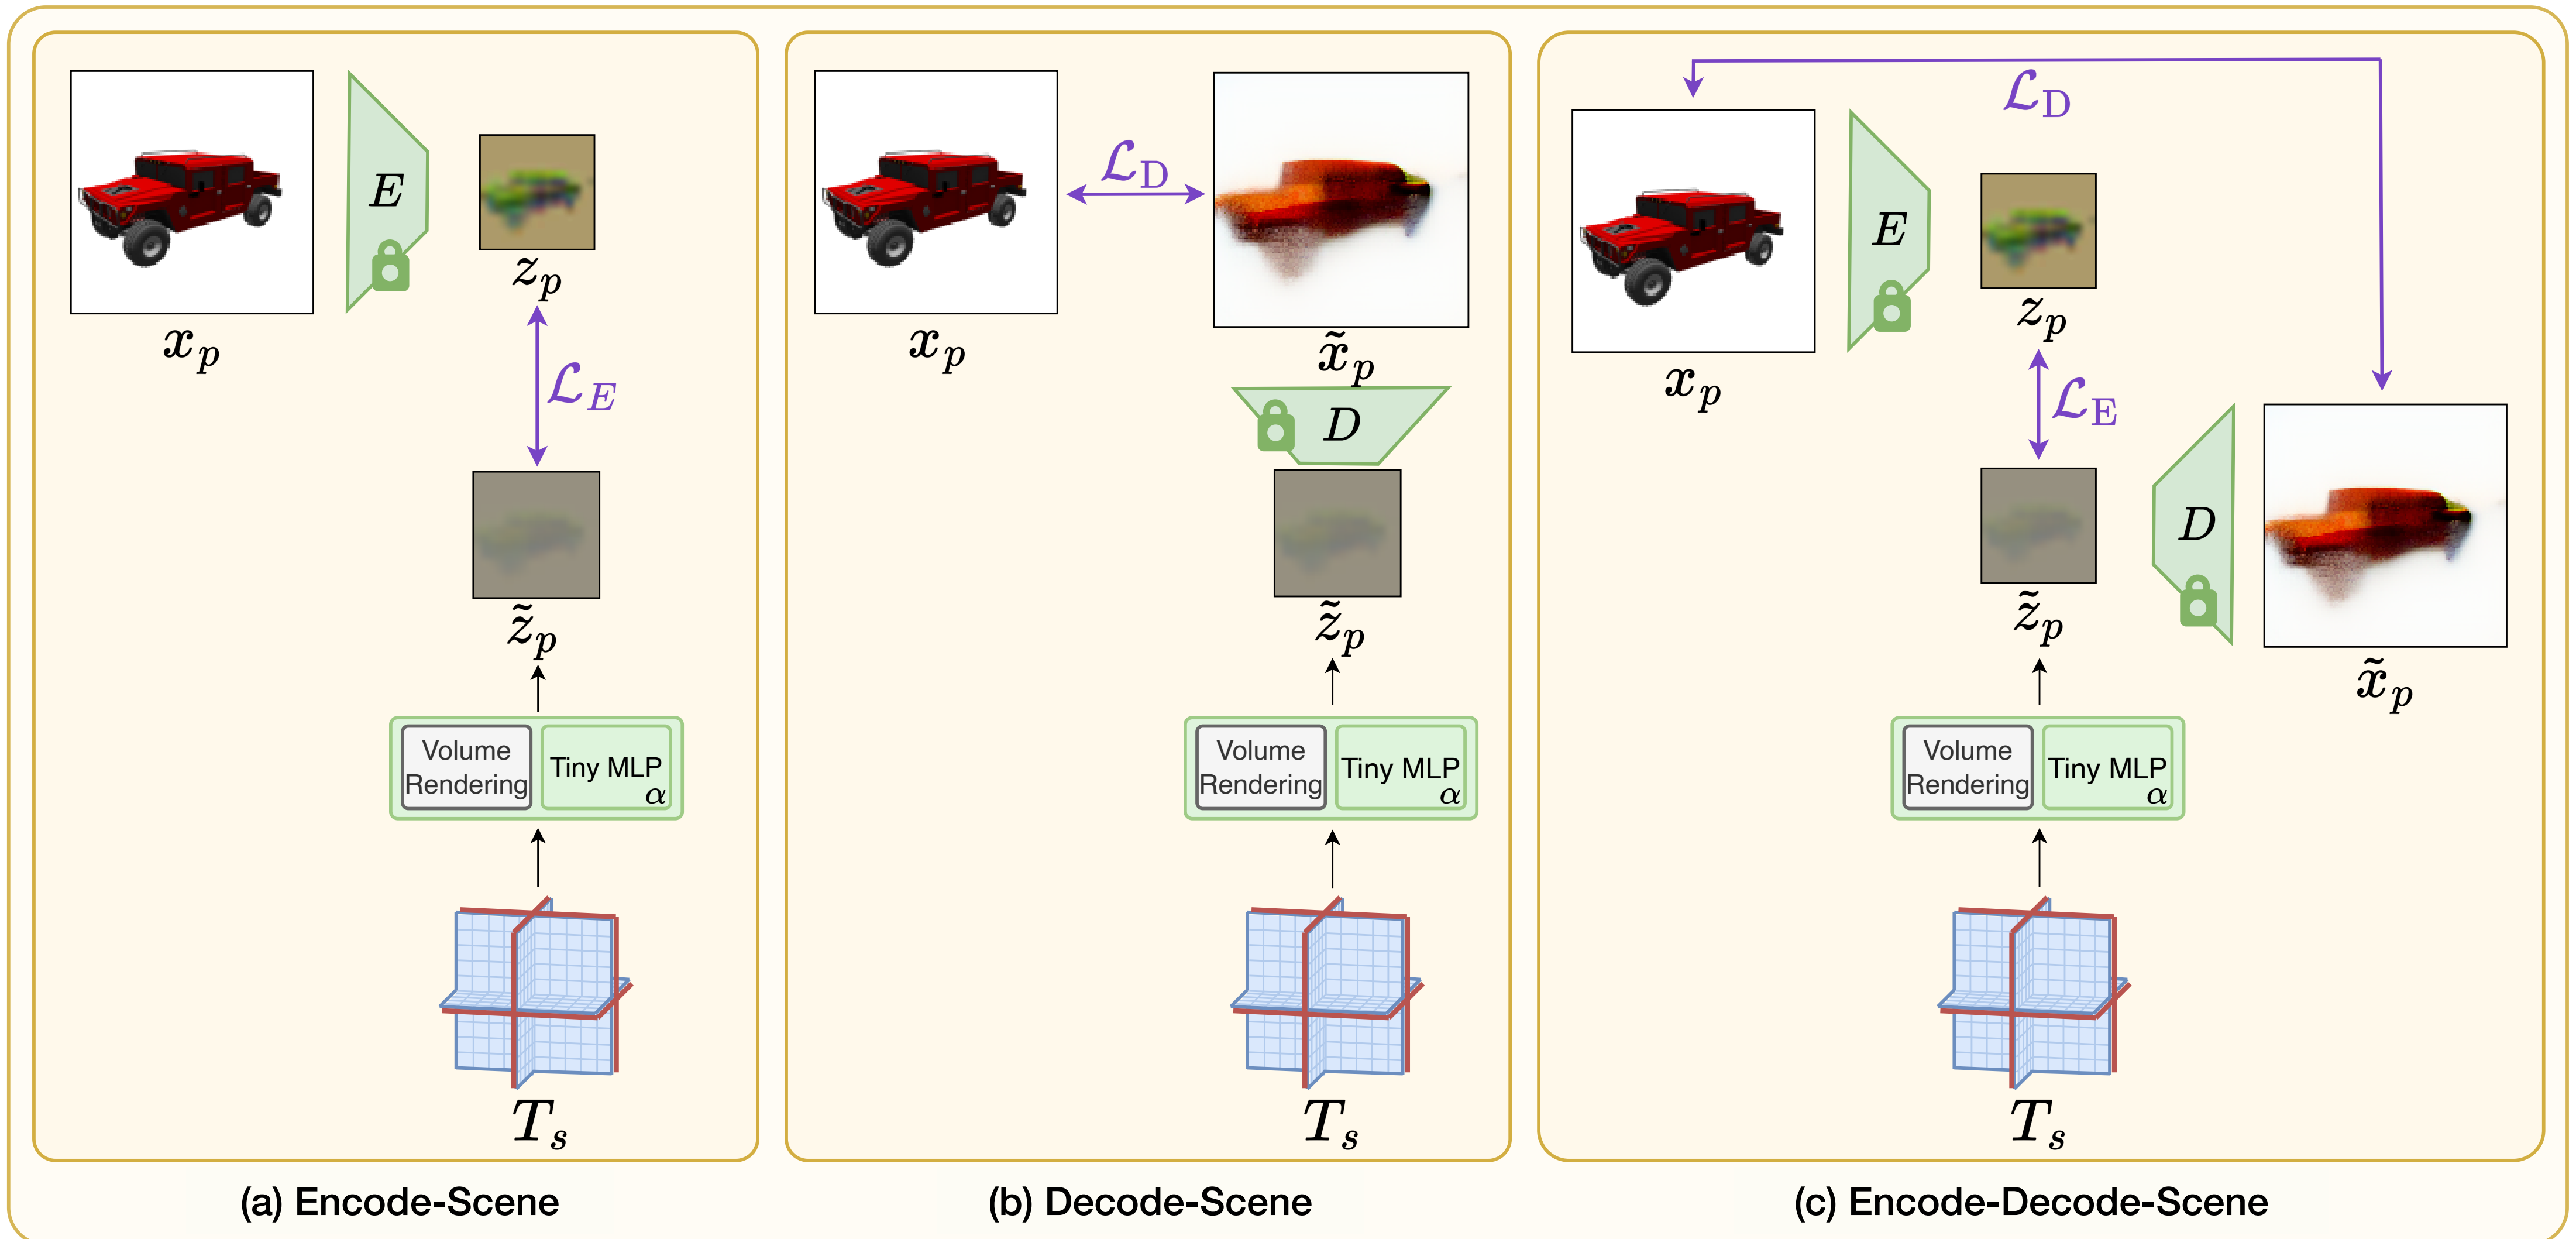 E
z_p
x_p
ℒ_E
z̃_p
Volume Rendering
Tiny MLP
α
T_s
(a) Encode-Scene
ℒ_D
x_p
x̃_p
D
z̃_p
Volume Rendering
Tiny MLP
α
T_s
(b) Decode-Scene
ℒ_D
E
z_p
x_p
ℒ_E
D
z̃_p
x̃_p
Volume Rendering
Tiny MLP
α
T_s
(c) Encode-Decode-Scene